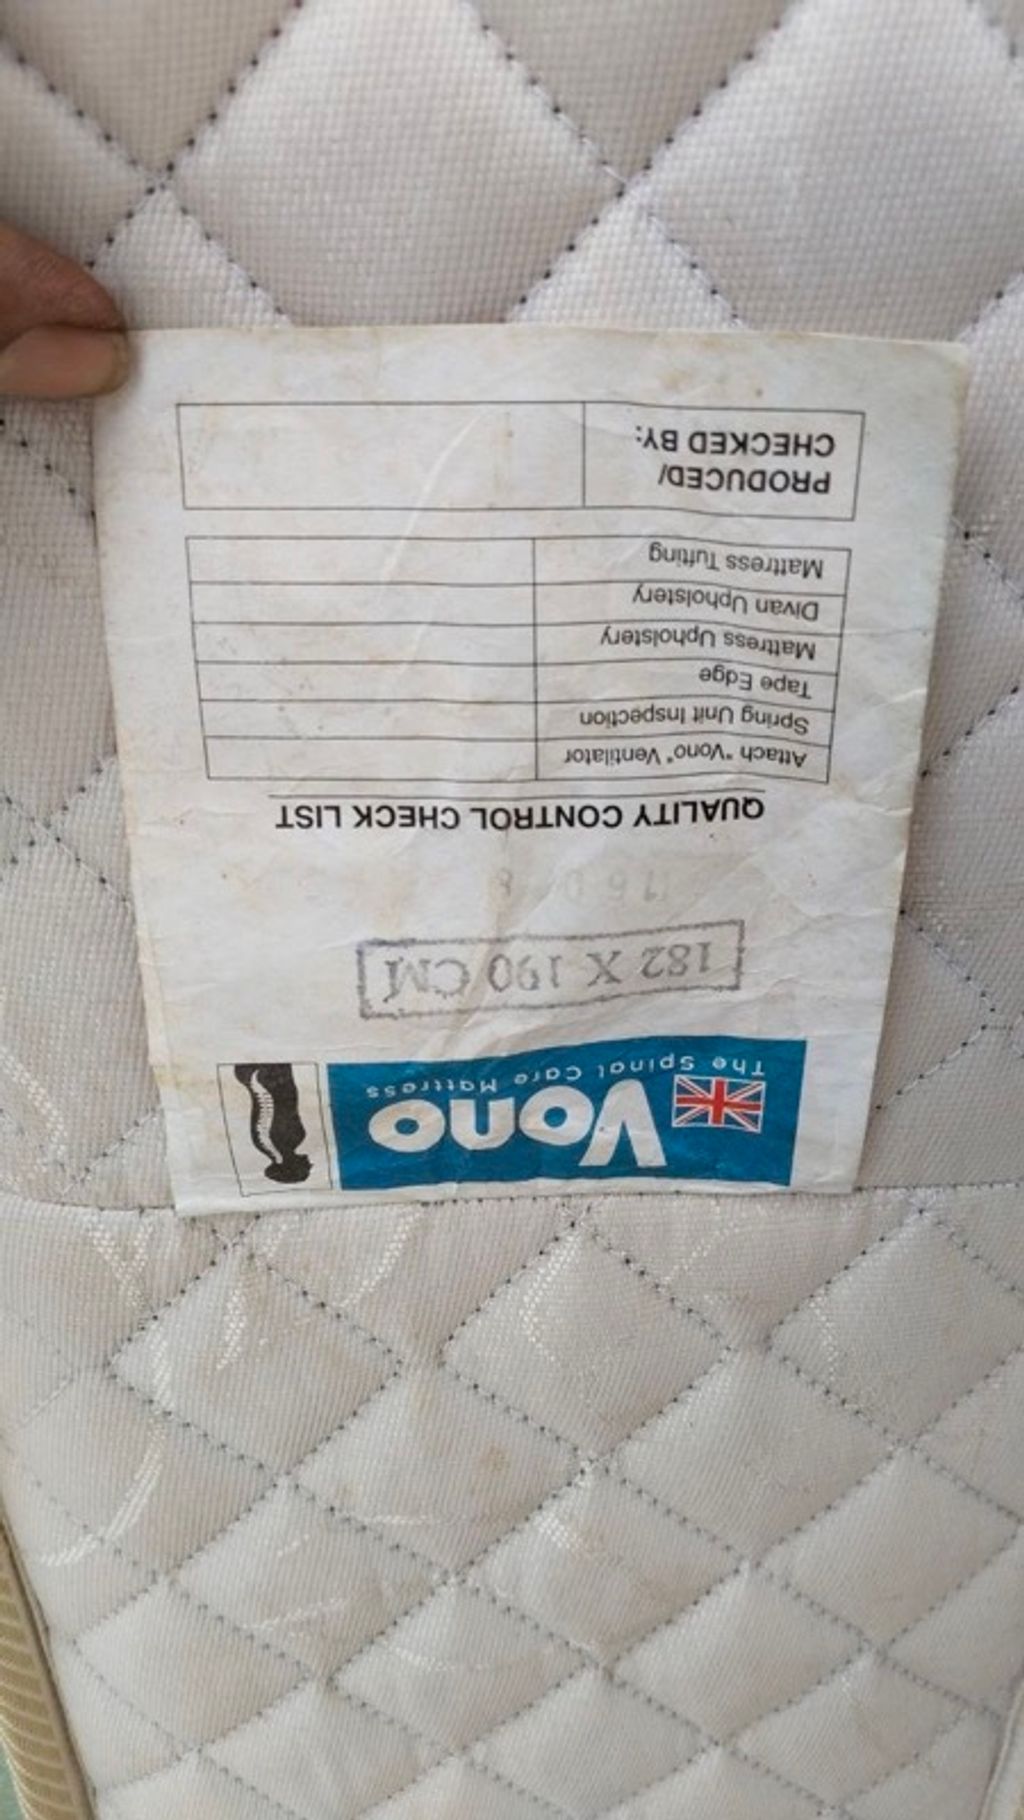 Vono
The Spinal Care Mattress
182 X 190 CM
QUALITY CONTROL CHECK LIST
Attach "Vono" Ventilator
Spring Unit Inspection
Tape Edge
Mattress Upholstery
Divan Upholstery
Mattress Tufting
PRODUCED/
CHECKED BY: